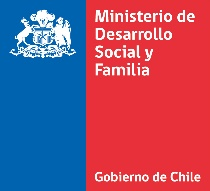 Ministerio de
Desarrollo
Social y
Familia
Gobierno de Chile